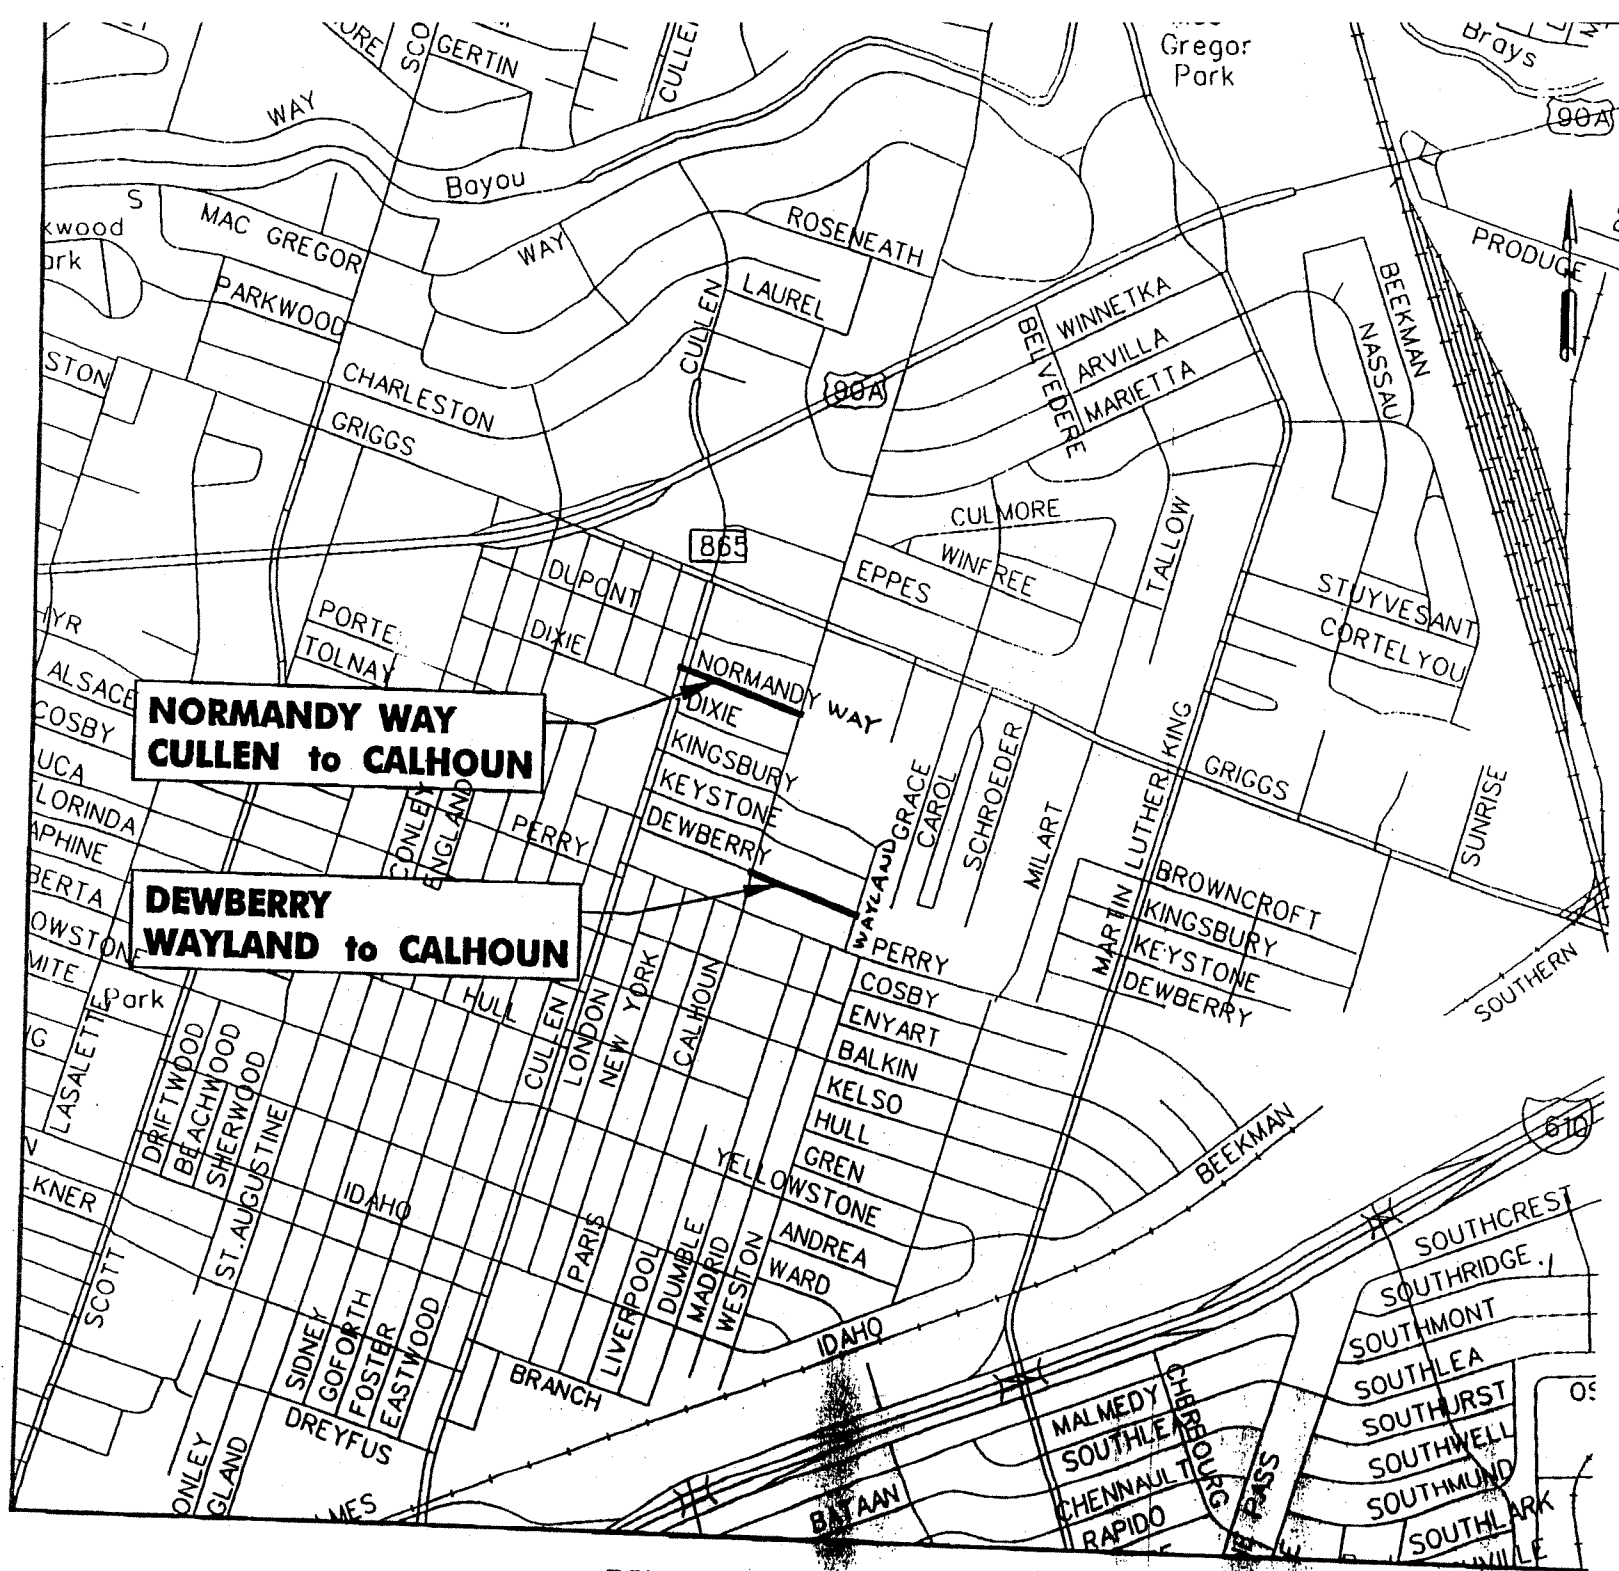 GERTIN
CULLEN
Mac
Gregor
Park
Brays
90A
WAY
Bayou
S
MAC GREGOR
WAY
ROSENEATH
PRODUCE
PARKWOOD
LAUREL
CULLEN
WINNETKA
ARVILLA
MARIETTA
BELVEDERE
BEEKMAN
NASSAU
90A
CHARLESTON
GRIGGS
865
CULMORE
WINFREE
EPPES
TALLOW
DUPONT
DIXIE
STUYVESANT
CORTELYOU
PORTE
TOLNAY
ALSACE
COSBY
NORMANDY WAY
CULLEN to CALHOUN
NORMANDY WAY
DIXIE
KINGSBURY
KEYSTONE
DEWBERRY
WAYLAND
GRACE
CAROL
SCHROEDER
MILART
MARTIN LUTHER KING
GRIGGS
SUNRISE
CONLEY
ENGLAND
PERRY
DEWBERRY
WAYLAND to CALHOUN
BROWNCROFT
KINGSBURY
KEYSTONE
DEWBERRY
SOUTHERN
PERRY
COSBY
ENYART
BALKIN
KELSO
HULL
GREN
YELLOWSTONE
ANDREA
WARD
Park
LASALETTE
DRIFTWOOD
BEACHWOOD
SHERWOOD
ST. AUGUSTINE
HULL
CULLEN
LONDON
NEW YORK
CALHOUN
BEEKMAN
610
IDAHO
SCOTT
PARIS
LIVERPOOL
DUMBLE
MADRID
WESTON
IDAHO
SIDNEY
GOFORTH
FOSTER
EASTWOOD
BRANCH
DREYFUS
BATAAN
MALMEDY
SOUTHLEA
CHENNAULT
RAPIDO
CHERBOURG
PASS
SOUTHCREST
SOUTHRIDGE
SOUTHMONT
SOUTHLEA
SOUTHURST
SOUTHWELL
SOUTHMUND
SOUTHLARK